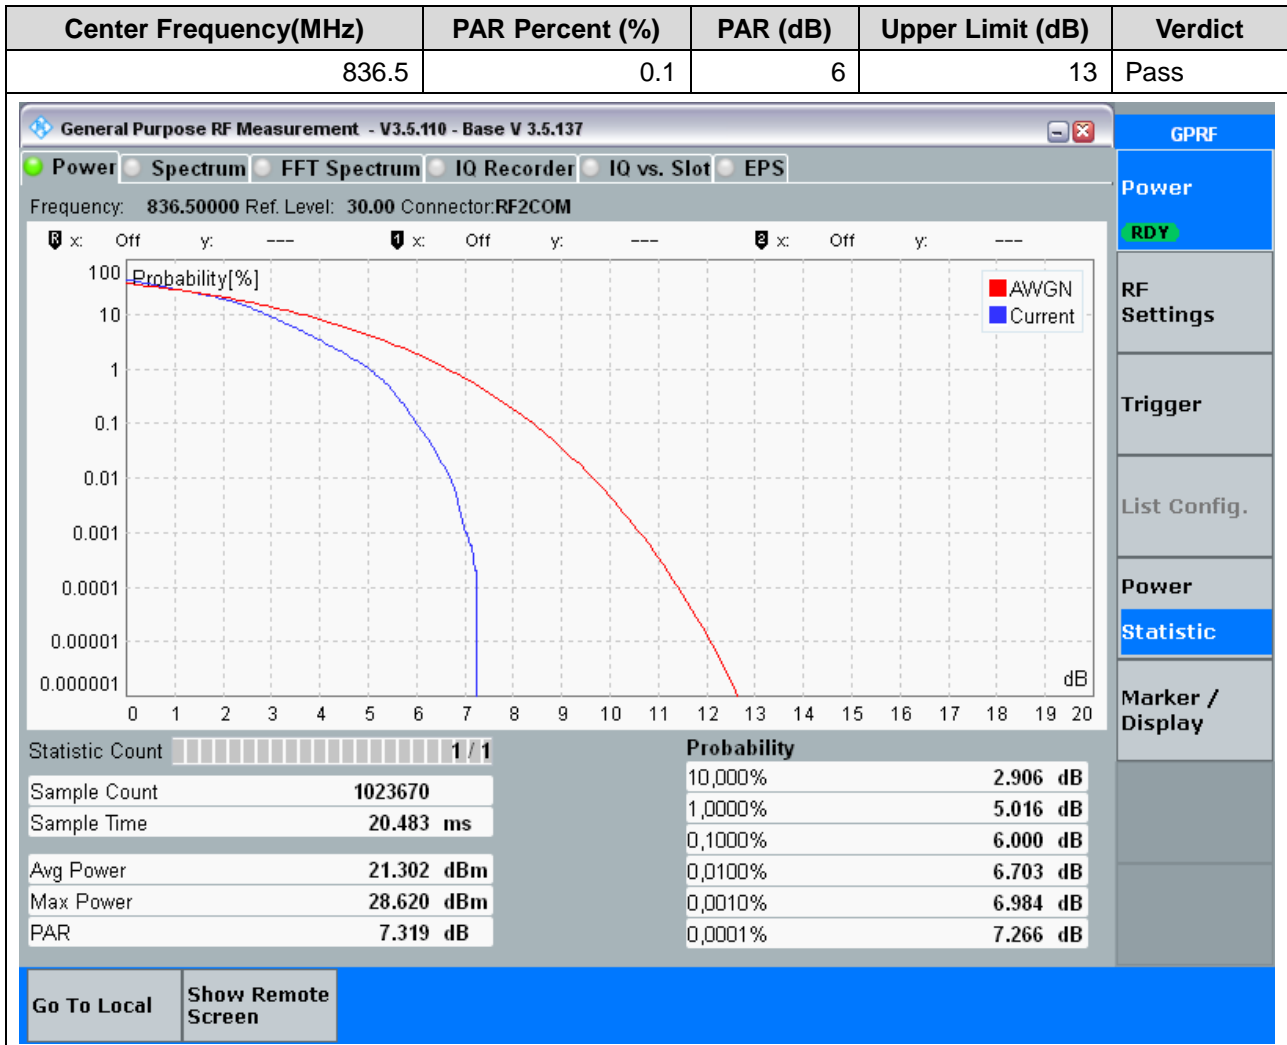 Center Frequency(MHz) PAR Percent (%) PAR (dB) Upper Limit (dB) Verdict
836.5 0.1 6 13 Pass
General Purpose RF Measurement - V3.5.110 - Base V 3.5.137
GPRF
Power Spectrum FFT Spectrum IQ Recorder IQ vs. Slot EPS
Frequency: 836.50000 Ref. Level: 30.00 Connector:RF2COM
R x: Off y: --- 1 x: Off y: --- 2 x: Off y: ---
Probability[%]
AWGN
Current
100
10
1
0.1
0.01
0.001
0.0001
0.00001
0.000001
dB
0 1 2 3 4 5 6 7 8 9 10 11 12 13 14 15 16 17 18 19 20
Statistic Count 1 / 1
Sample Count 1023670
Sample Time 20.483 ms
Avg Power 21.302 dBm
Max Power 28.620 dBm
PAR 7.319 dB
Probability
10,000% 2.906 dB
1,0000% 5.016 dB
0,1000% 6.000 dB
0,0100% 6.703 dB
0,0010% 6.984 dB
0,0001% 7.266 dB
Power
RDY
RF
Settings
Trigger
List Config.
Power
Statistic
Marker /
Display
Go To Local
Show Remote
Screen